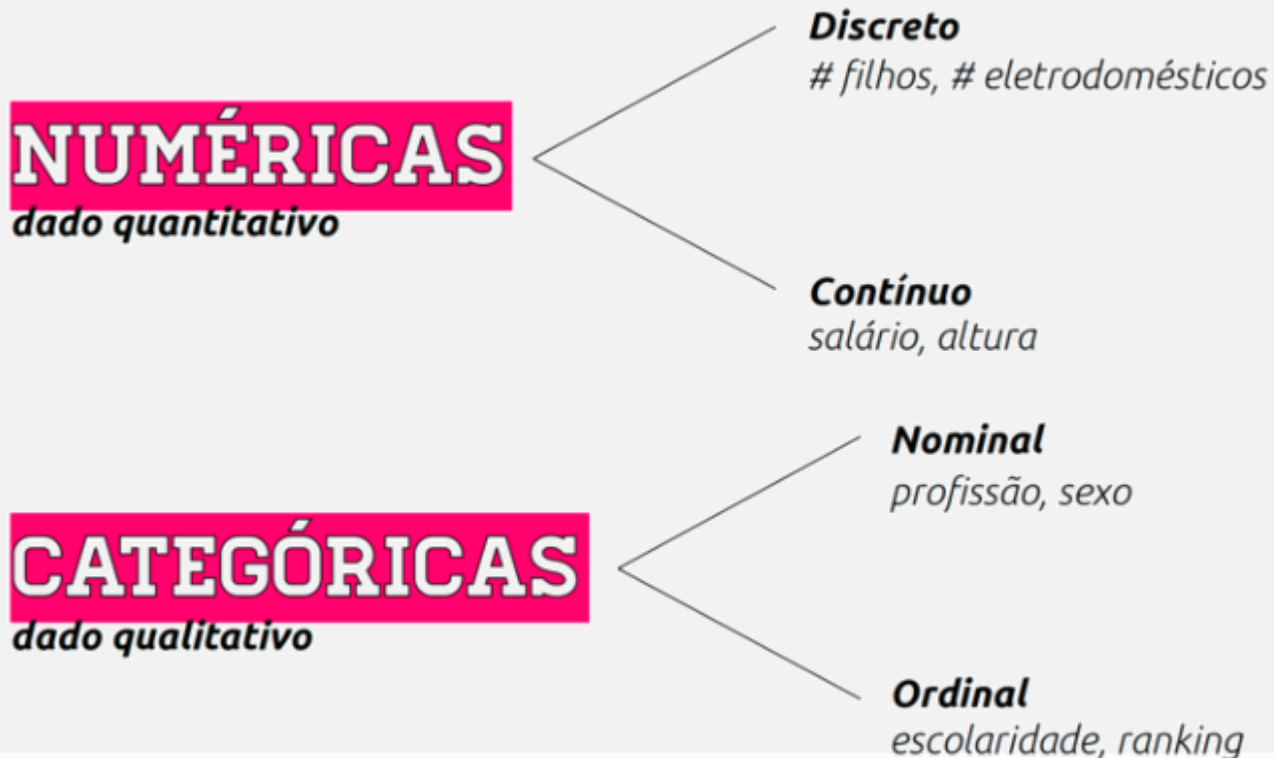 Discreto
# filhos, # eletrodomésticos
NUMÉRICAS
dado quantitativo
Contínuo
salário, altura
Nominal
profissão, sexo
CATEGÓRICAS
dado qualitativo
Ordinal
escolaridade, ranking